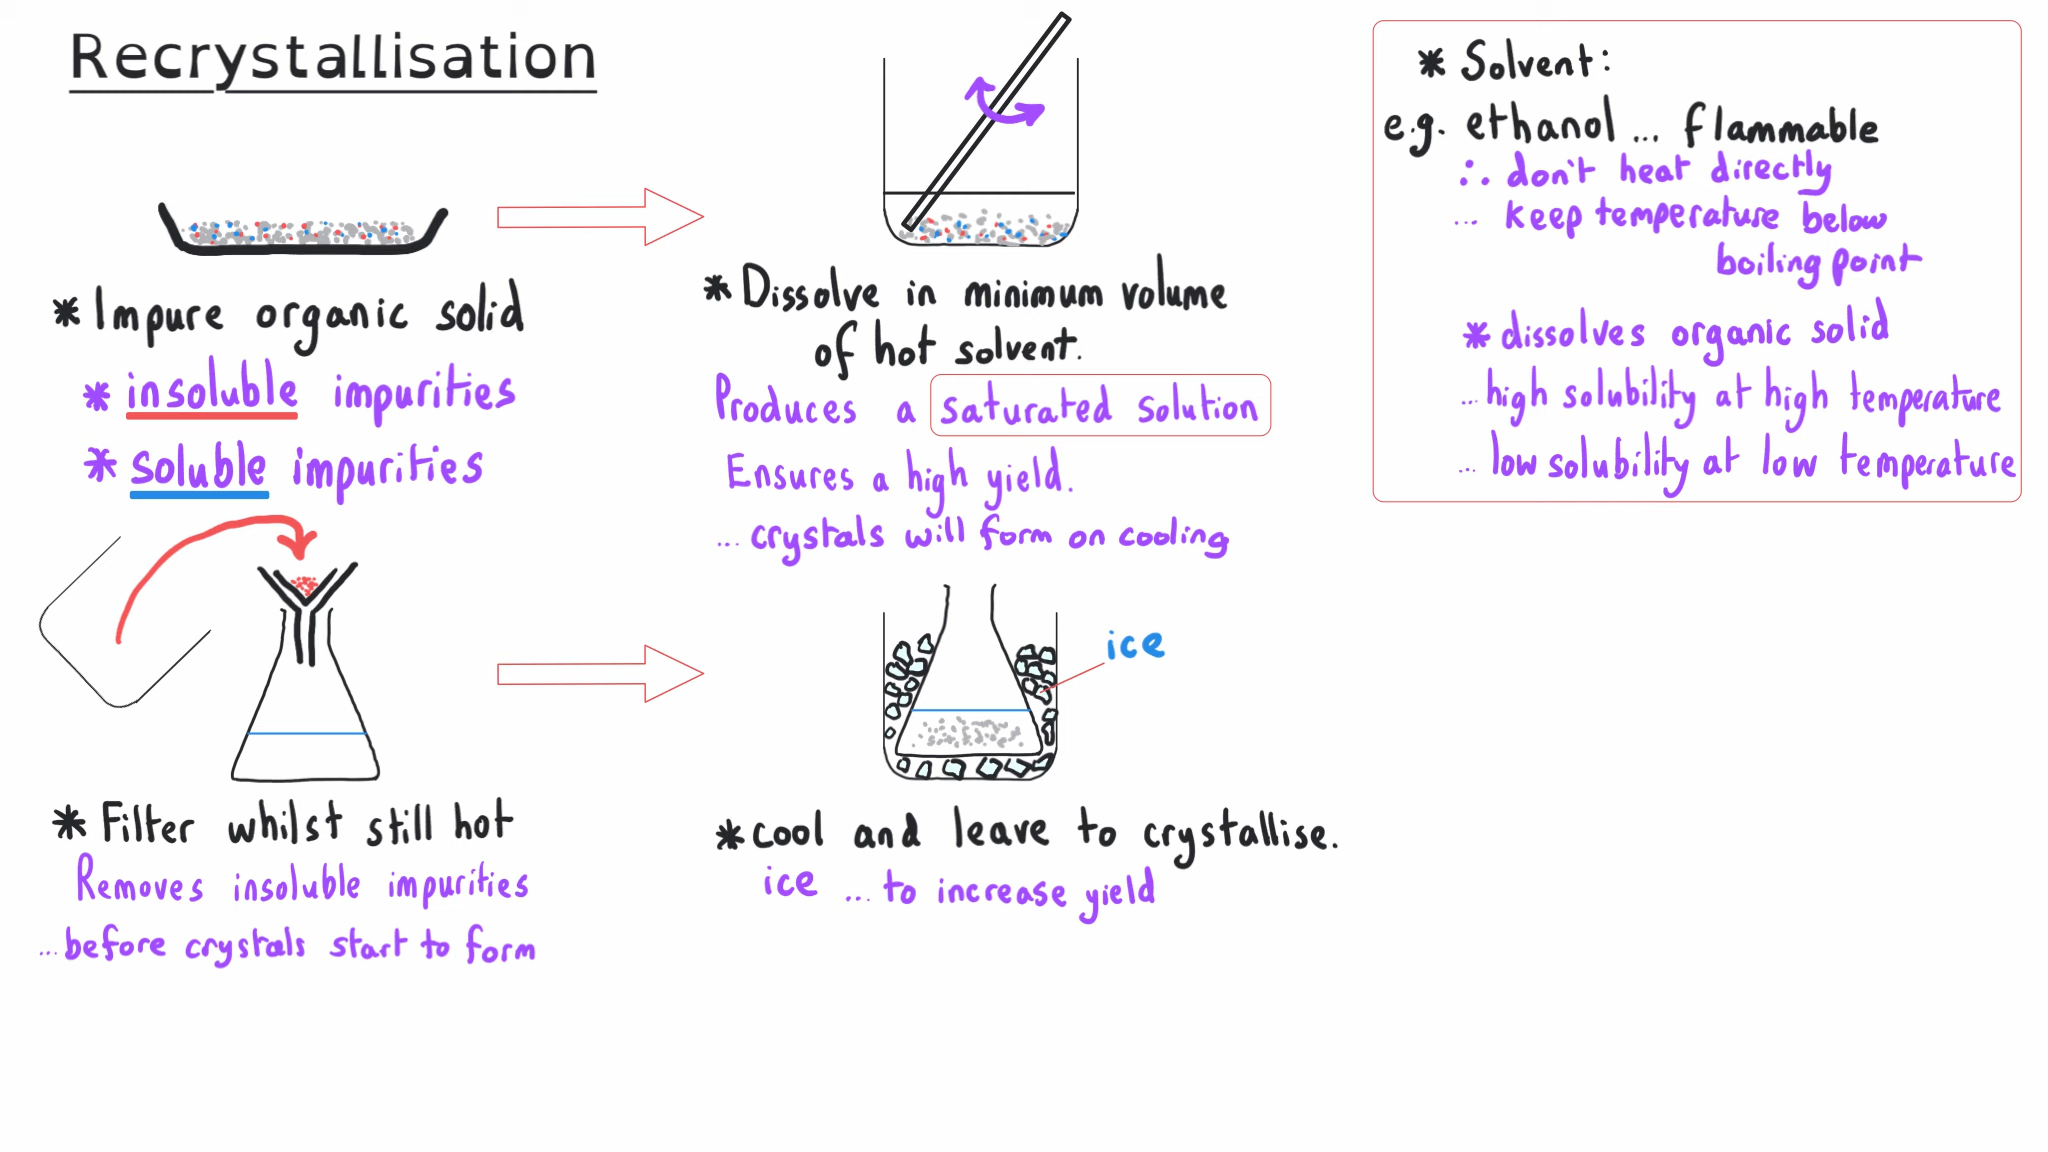 Recrystallisation
* Impure organic solid
* insoluble impurities
* soluble impurities
* Dissolve in minimum volume
of hot solvent.
Produces a saturated solution
Ensures a high yield.
... crystals will form on cooling
* Solvent:
e.g. ethanol ... flammable
∴ don't heat directly
... keep temperature below
boiling point
* dissolves organic solid
... high solubility at high temperature
... low solubility at low temperature
* Filter whilst still hot
Removes insoluble impurities
... before crystals start to form
ice
* cool and leave to crystallise.
ice ... to increase yield